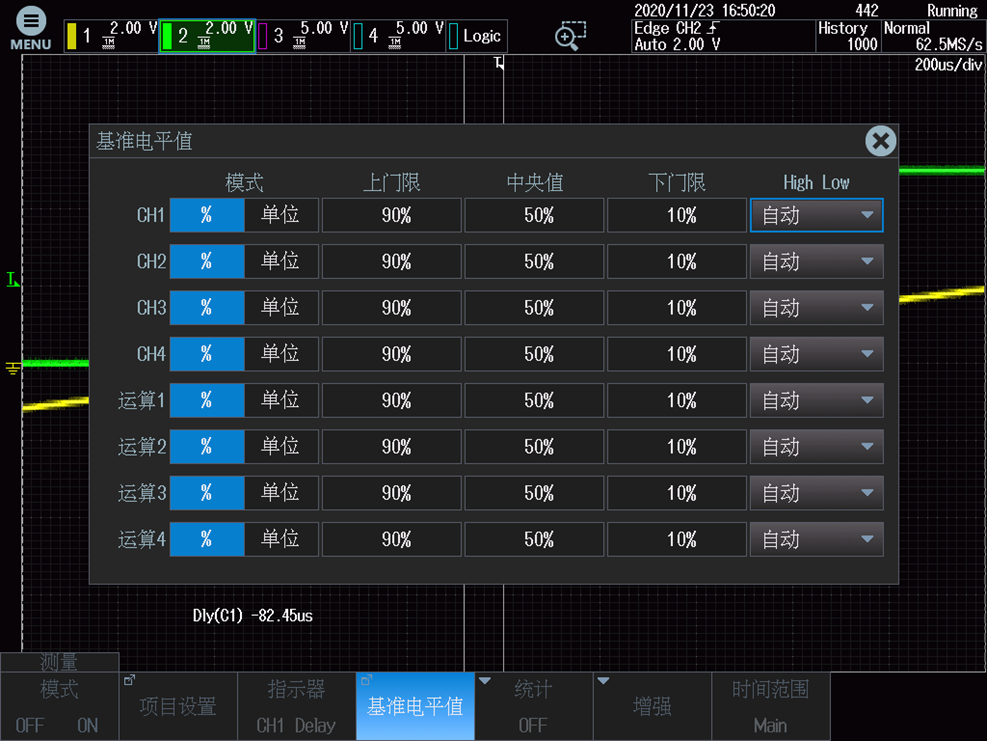 2020/11/23 16:50:20 442 Running
MENU 1 2.00 V 1M 2 2.00 V 1M 3 5.00 V 1M 4 5.00 V 1M Logic
Edge CH2 History Normal
Auto 2.00 V 1000 62.5MS/s
200us/div
T
基准电平值
模式 上门限 中央值 下门限 High Low
CH1 % 单位 90% 50% 10% 自动
CH2 % 单位 90% 50% 10% 自动
CH3 % 单位 90% 50% 10% 自动
CH4 % 单位 90% 50% 10% 自动
运算1 % 单位 90% 50% 10% 自动
运算2 % 单位 90% 50% 10% 自动
运算3 % 单位 90% 50% 10% 自动
运算4 % 单位 90% 50% 10% 自动
T
Dly(C1) -82.45us
测量
模式 项目设置 指示器 基准电平值 统计 增强 时间范围
OFF ON CH1 Delay OFF Main